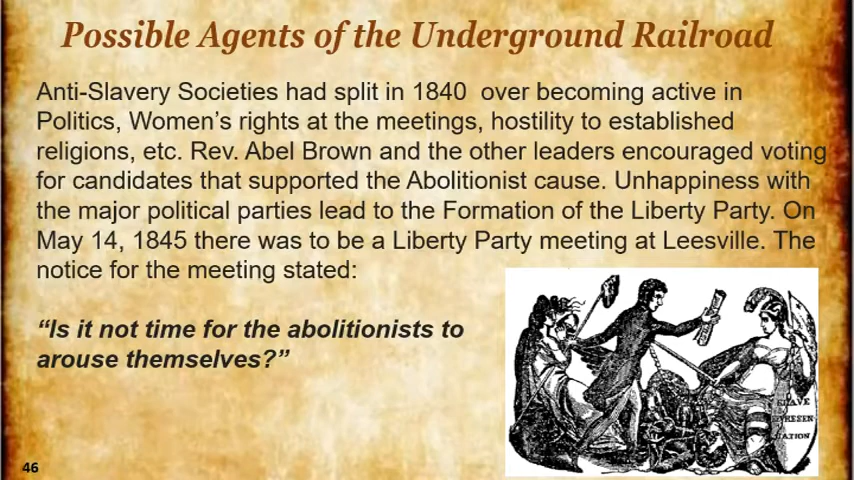 Possible Agents of the Underground Railroad
Anti-Slavery Societies had split in 1840  over becoming active in
Politics, Women’s rights at the meetings, hostility to established
religions, etc. Rev. Abel Brown and the other leaders encouraged voting
for candidates that supported the Abolitionist cause. Unhappiness with
the major political parties lead to the Formation of the Liberty Party. On
May 14, 1845 there was to be a Liberty Party meeting at Leesville. The
notice for the meeting stated:
“Is it not time for the abolitionists to
arouse themselves?”
SLAVE
46